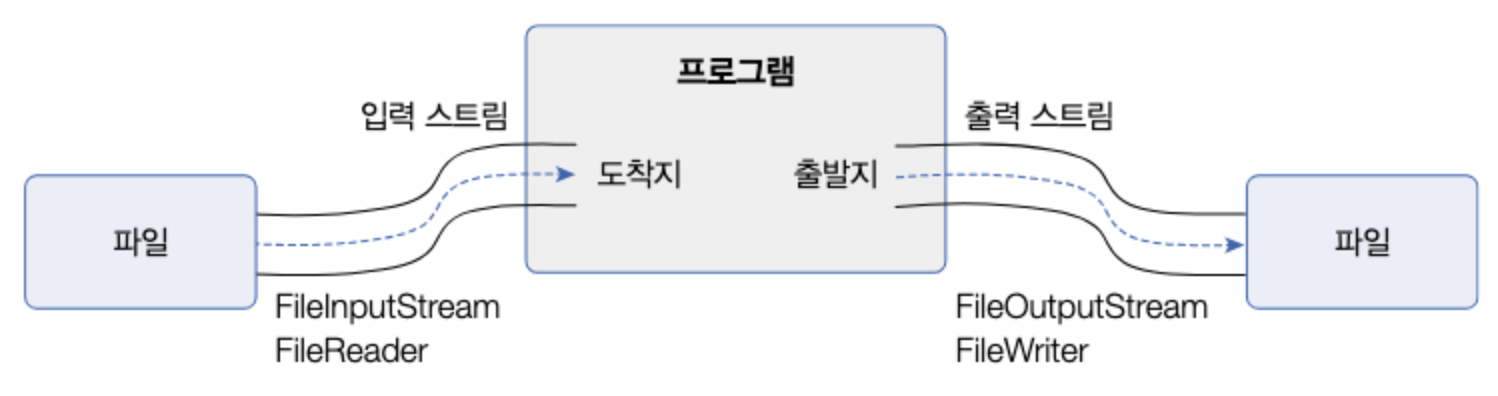 프로그램
입력 스트림
출력 스트림
도착지
출발지
파일
파일
FileInputStream
FileReader
FileOutputStream
FileWriter